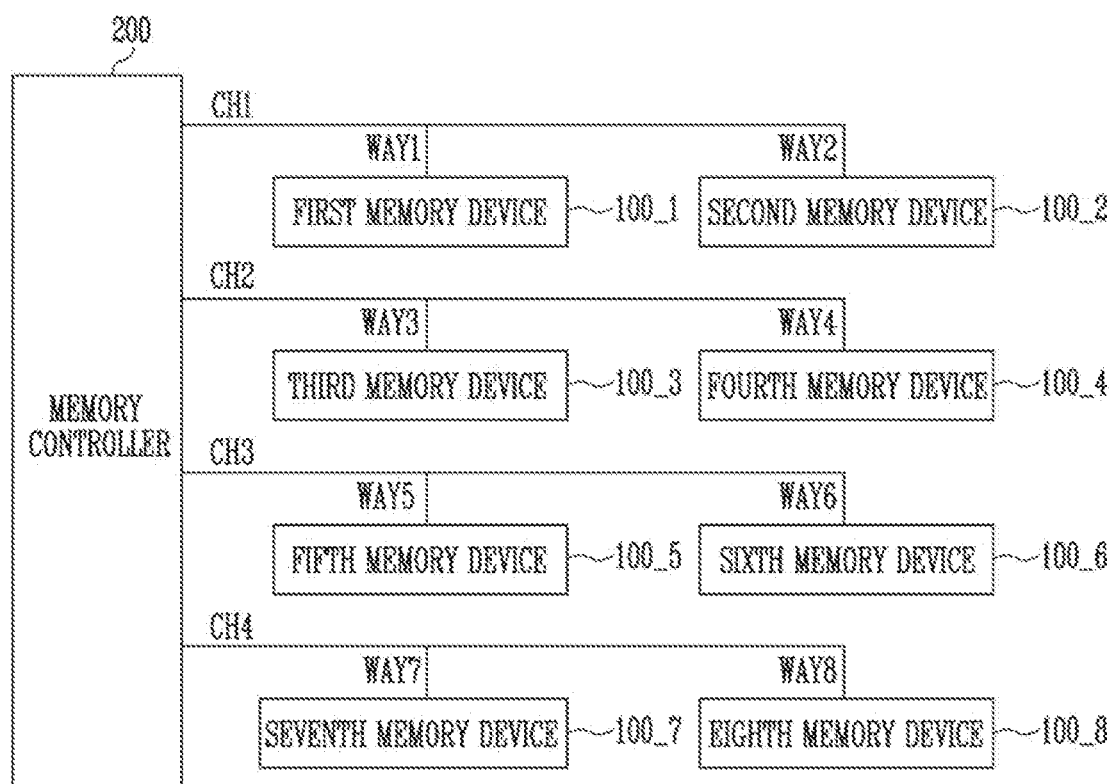 200
CH1
WAY1 WAY2
FIRST MEMORY DEVICE 100_1 SECOND MEMORY DEVICE 100_2
CH2
WAY3 WAY4
THIRD MEMORY DEVICE 100_3 FOURTH MEMORY DEVICE 100_4
MEMORY
CONTROLLER
CH3
WAY5 WAY6
FIFTH MEMORY DEVICE 100_5 SIXTH MEMORY DEVICE 100_6
CH4
WAY7 WAY8
SEVENTH MEMORY DEVICE 100_7 EIGHTH MEMORY DEVICE 100_8